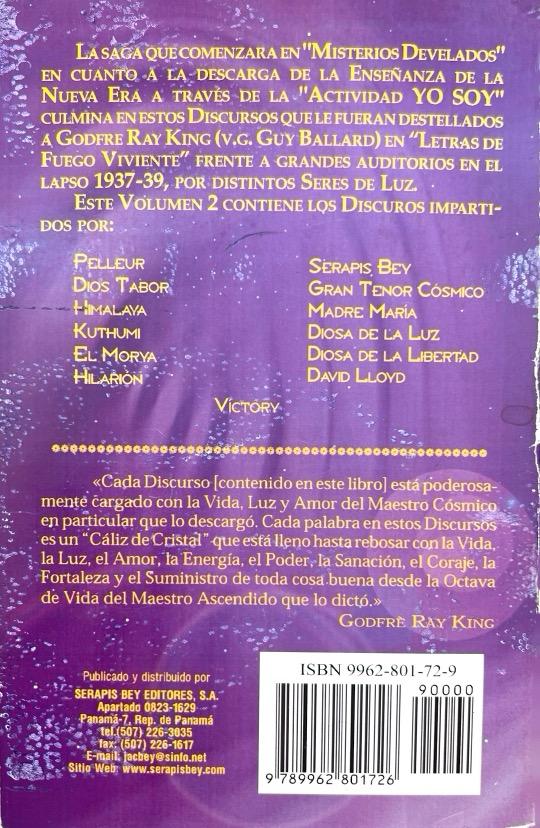 La saga que comenzara en "Misterios Develados"
en cuanto a la descarga de la Enseñanza de la
Nueva Era a través de la "Actividad YO SOY"
culmina en estos Discursos que le fueran destellados
a Godfre Ray King (v.g. Guy Ballard) en “Letras de
Fuego Viviente” frente a grandes auditorios en el
lapso 1937-39, por distintos Seres de Luz.
Este Volumen 2 contiene los Discuros imparti-
dos por:
Pelleur
Dios Tabor
Himalaya
Kuthumi
El Morya
Hilarión
Serapis Bey
Gran Tenor Cósmico
Madre María
Diosa de la Luz
Diosa de la Libertad
David Lloyd
Victory
«Cada Discurso [contenido en este libro] está poderosa-
mente cargado con la Vida, Luz y Amor del Maestro Cósmico
en particular que lo descargó. Cada palabra en estos Discursos
es un “Cáliz de Cristal” que está lleno hasta rebosar con la Vida,
la Luz, el Amor, la Energía, el Poder, la Sanación, el Coraje, la
Fortaleza y el Suministro de toda cosa buena desde la Octava
de Vida del Maestro Ascendido que lo dictó.»
Godfrè Ray King
Publicado y distribuido por
SERAPIS BEY EDITORES, S.A.
Apartado 0823-1629
Panamá-7, Rep. de Panamá
tel.(507) 226-3035
fax: (507) 226-1617
E-mail: jacbey@sinfo.net
Sitio Web: www.serapisbey.com
ISBN 9962-801-72-9
90000
9 789962 801726